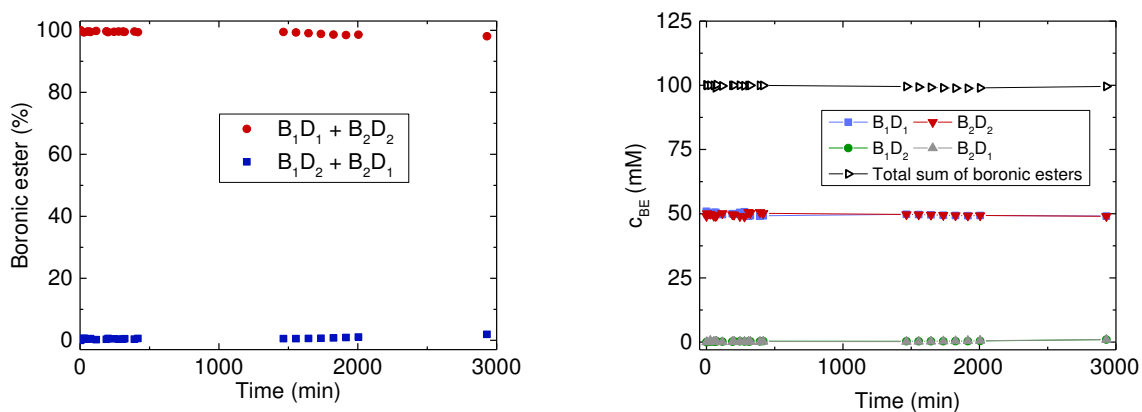 100
80
60
40
20
0
Boronic ester (%)
B₁D₁ + B₂D₂
B₁D₂ + B₂D₁
0 1000 2000 3000
Time (min)
125
100
75
50
25
0
c_BE (mM)
B₁D₁ B₂D₂
B₁D₂ B₂D₁
Total sum of boronic esters
0 1000 2000 3000
Time (min)